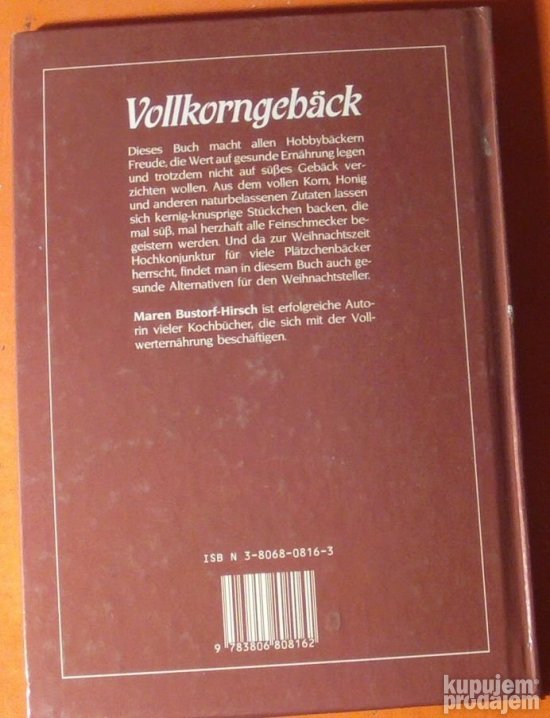 Vollkorngebäck
Dieses Buch macht allen Hobbybäckern
Freude, die Wert auf gesunde Ernährung legen
und trotzdem nicht auf süßes Gebäck ver-
zichten wollen. Aus dem vollen Korn, Honig
und anderen naturbelassenen Zutaten lassen
sich kernig-knusprige Stückchen backen, die
mal süß, mal herzhaft alle Feinschmecker be-
geistern werden. Und da zur Weihnachtszeit
Hochkonjunktur für viele Plätzchenbäcker
herrscht, findet man in diesem Buch auch ge-
sunde Alternativen für den Weihnachtsteller.
Maren Bustorf-Hirsch ist erfolgreiche Auto-
rin vieler Kochbücher, die sich mit der Voll-
werternährung beschäftigen.
ISB N 3-8068-0816-3
9 783806 808162
kupujem
prodajem